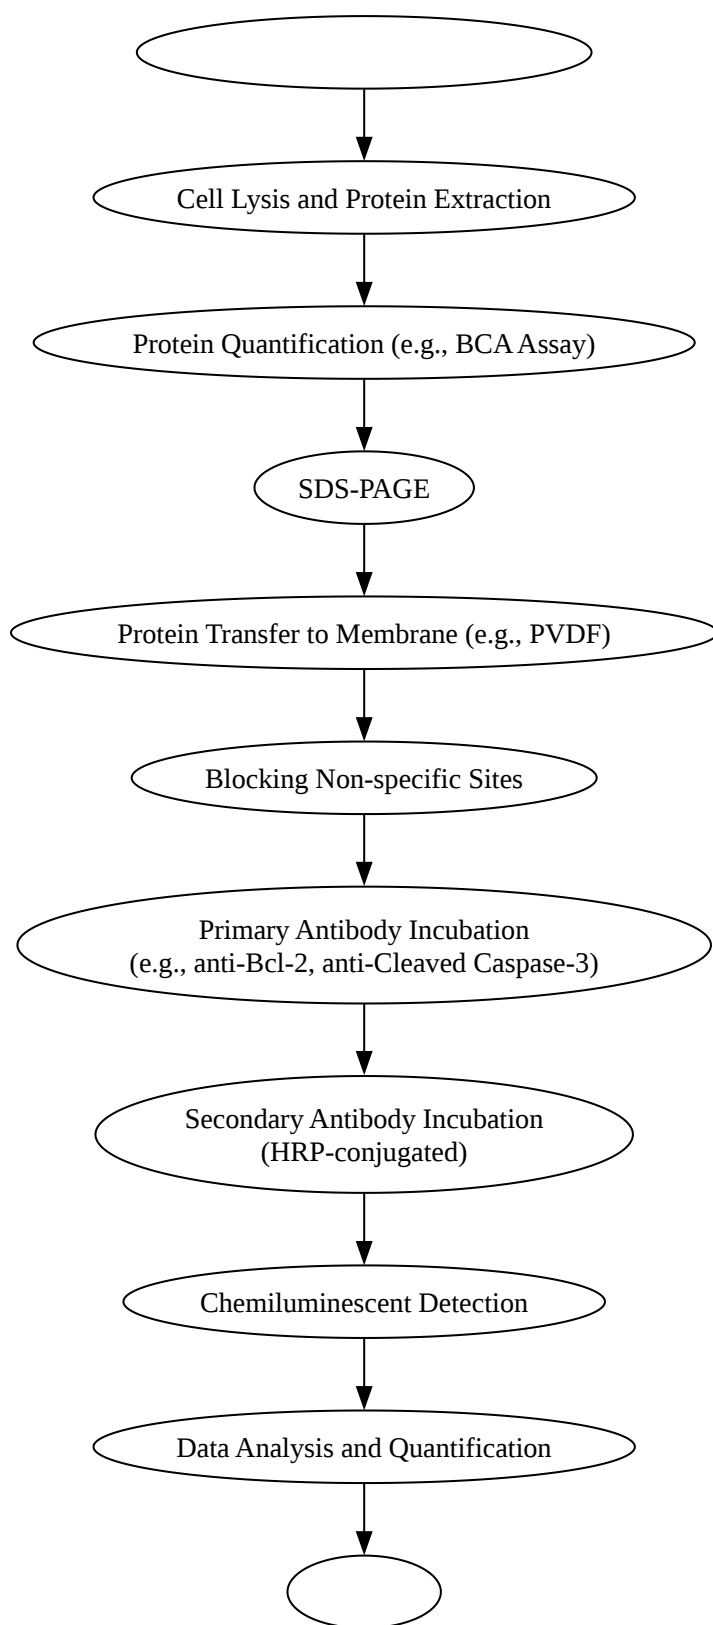 Cell Lysis and Protein Extraction
Protein Quantification (e.g., BCA Assay)
SDS-PAGE
Protein Transfer to Membrane (e.g., PVDF)
Blocking Non-specific Sites
Primary Antibody Incubation
(e.g., anti-Bcl-2, anti-Cleaved Caspase-3)
Secondary Antibody Incubation
(HRP-conjugated)
Chemiluminescent Detection
Data Analysis and Quantification